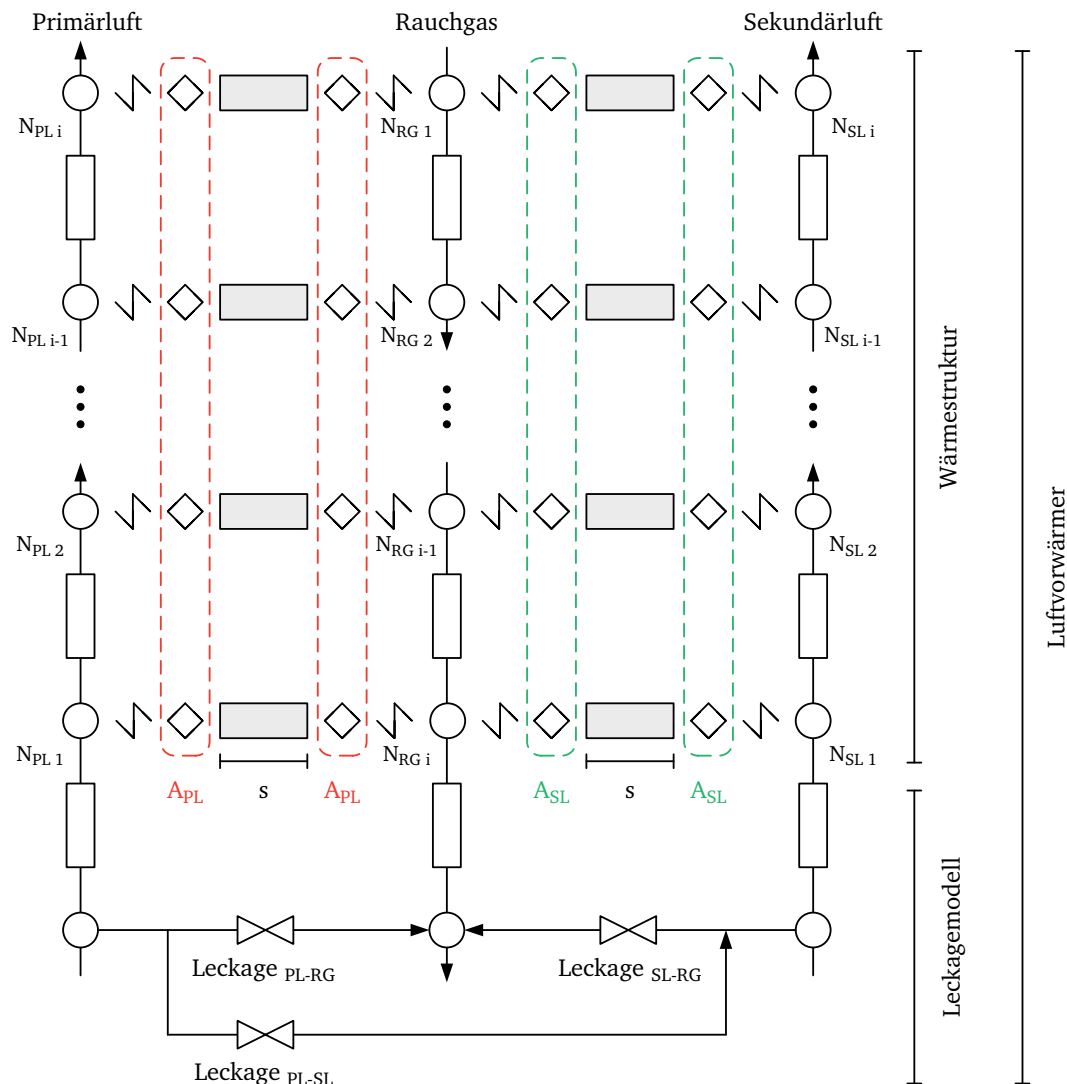 Primärluft Rauchgas Sekundärluft
N_PL i N_RG 1 N_SL i
N_PL i-1 N_RG 2 N_SL i-1
N_PL 2 N_RG i-1 N_SL 2
N_PL 1 N_RG i N_SL 1
A_PL s A_PL A_SL s A_SL
Leckage PL-RG Leckage SL-RG
Leckage PL-SL
Wärmestruktur
Leckagemodell
Luftvorwärmer